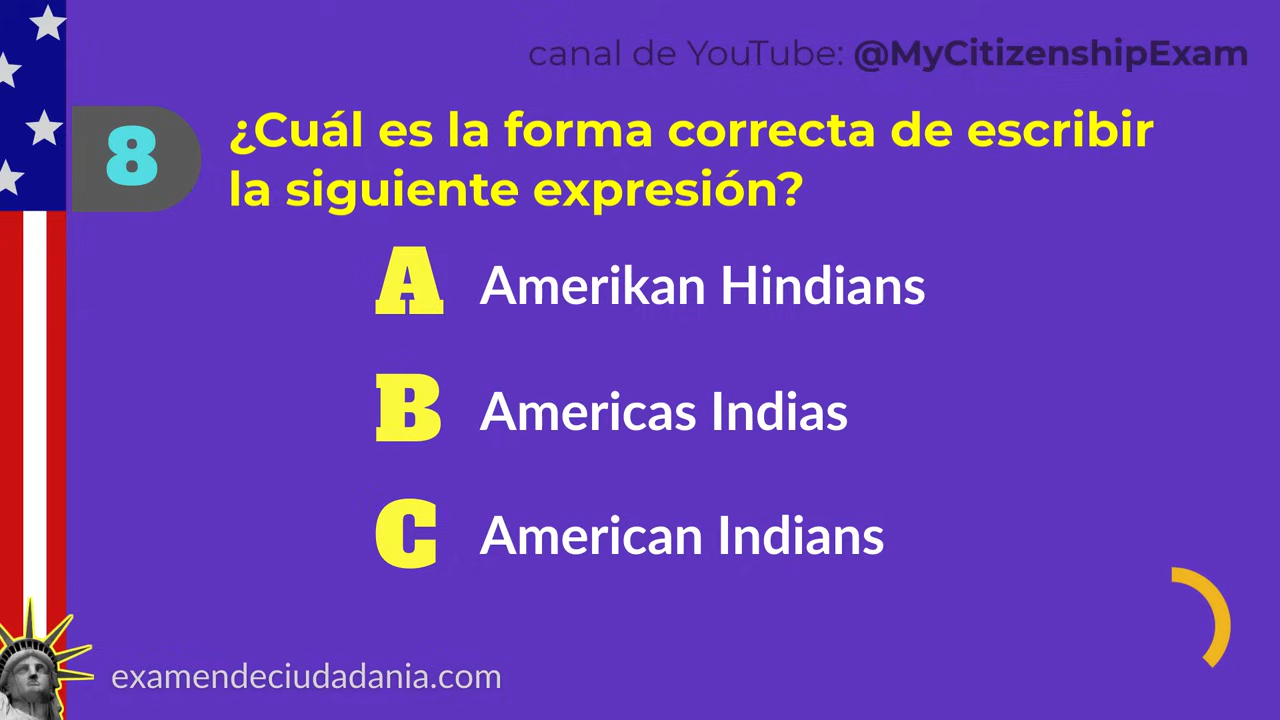 canal de YouTube: @MyCitizenshipExam
8
¿Cuál es la forma correcta de escribir
la siguiente expresión?
A Amerikan Hindians
B Americas Indias
C American Indians
examendeciudadania.com